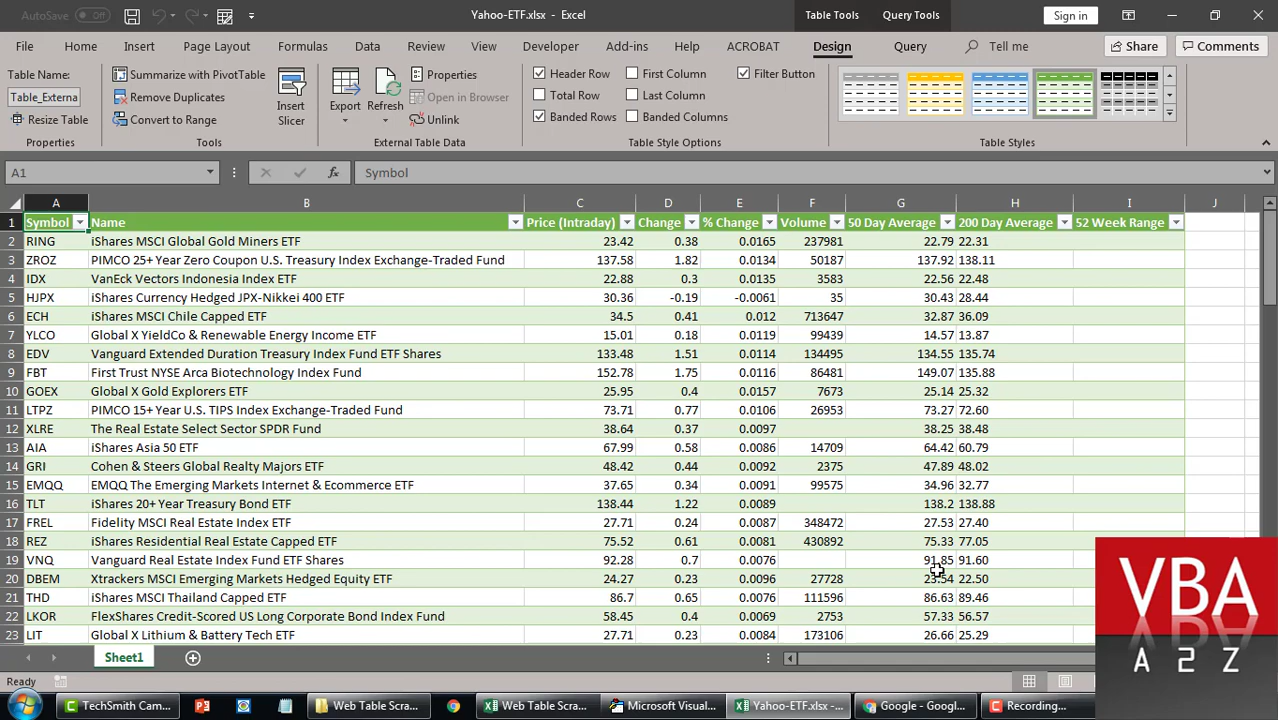 AutoSave Off Yahoo-ETF.xlsx - Excel Table Tools Query Tools Sign in
File Home Insert Page Layout Formulas Data Review View Developer Add-ins Help ACROBAT Design Query Tell me Share Comments
Table Name: Summarize with PivotTable Properties Header Row First Column Filter Button
Table_Externa Remove Duplicates Insert Slicer Export Refresh Open in Browser Total Row Last Column
Resize Table Convert to Range Unlink Banded Rows Banded Columns
Properties Tools External Table Data Table Style Options Table Styles
A1 fx Symbol
A B C D E F G H I J
1 Symbol Name Price (Intraday) Change % Change Volume 50 Day Average 200 Day Average 52 Week Range
2 RING iShares MSCI Global Gold Miners ETF 23.42 0.38 0.0165 237981 22.79 22.31
3 ZROZ PIMCO 25+ Year Zero Coupon U.S. Treasury Index Exchange-Traded Fund 137.58 1.82 0.0134 50187 137.92 138.11
4 IDX VanEck Vectors Indonesia Index ETF 22.88 0.3 0.0135 3583 22.56 22.48
5 HJPX iShares Currency Hedged JPX-Nikkei 400 ETF 30.36 -0.19 -0.0061 35 30.43 28.44
6 ECH iShares MSCI Chile Capped ETF 34.5 0.41 0.012 713647 32.87 36.09
7 YLCO Global X YieldCo & Renewable Energy Income ETF 15.01 0.18 0.0119 99439 14.57 13.87
8 EDV Vanguard Extended Duration Treasury Index Fund ETF Shares 133.48 1.51 0.0114 134495 134.55 135.74
9 FBT First Trust NYSE Arca Biotechnology Index Fund 152.78 1.75 0.0116 86481 149.07 135.88
10 GOEX Global X Gold Explorers ETF 25.95 0.4 0.0157 7673 25.14 25.32
11 LTPZ PIMCO 15+ Year U.S. TIPS Index Exchange-Traded Fund 73.71 0.77 0.0106 26953 73.27 72.60
12 XLRE The Real Estate Select Sector SPDR Fund 38.64 0.37 0.0097 38.25 38.48
13 AIA iShares Asia 50 ETF 67.99 0.58 0.0086 14709 64.42 60.79
14 GRI Cohen & Steers Global Realty Majors ETF 48.42 0.44 0.0092 2375 47.89 48.02
15 EMQQ EMQQ The Emerging Markets Internet & Ecommerce ETF 37.65 0.34 0.0091 99575 34.96 32.77
16 TLT iShares 20+ Year Treasury Bond ETF 138.44 1.22 0.0089 138.2 138.88
17 FREL Fidelity MSCI Real Estate Index ETF 27.71 0.24 0.0087 348472 27.53 27.40
18 REZ iShares Residential Real Estate Capped ETF 75.52 0.61 0.0081 430892 75.33 77.05
19 VNQ Vanguard Real Estate Index Fund ETF Shares 92.28 0.7 0.0076 91.85 91.60
20 DBEM Xtrackers MSCI Emerging Markets Hedged Equity ETF 24.27 0.23 0.0096 27728 23.54 22.50
21 THD iShares MSCI Thailand Capped ETF 86.7 0.65 0.0076 111596 86.63 89.46
22 LKOR FlexShares Credit-Scored US Long Corporate Bond Index Fund 58.45 0.4 0.0069 2753 57.33 56.57
23 LIT Global X Lithium & Battery Tech ETF 27.71 0.23 0.0084 173106 26.66 25.29
VBA
A 2 Z
Sheet1
Ready
TechSmith Cam... Web Table Scra... Web Table Scra... Microsoft Visual... Yahoo-ETF.xlsx -... Google - Googl... Recording...